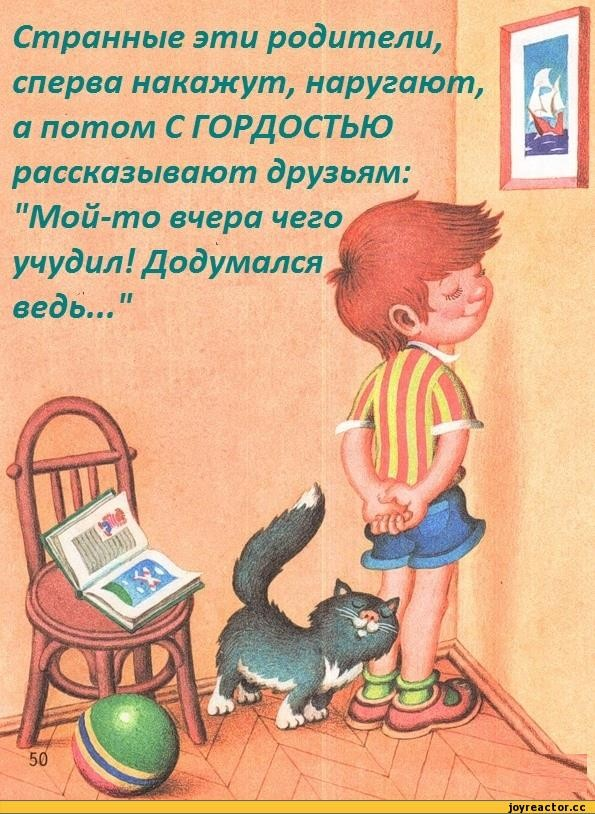 Странные эти родители,
сперва накажут, наругают,
а потом С ГОРДОСТЬЮ
рассказывают друзьям:
"Мой-то вчера чего
учудил! Додумался
ведь..."
50
joyreactor.cc